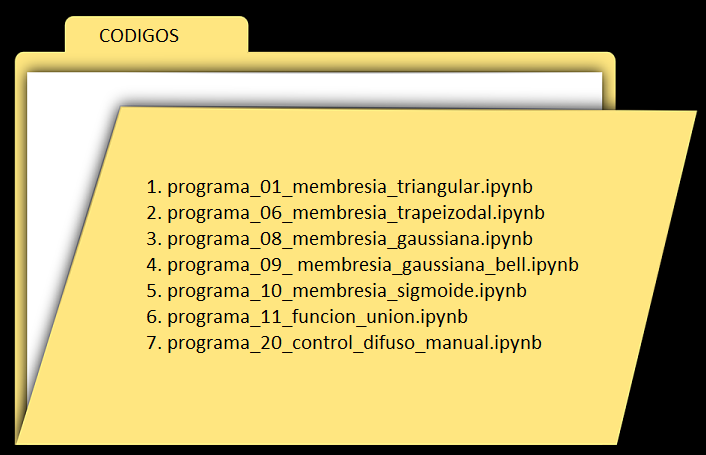 CODIGOS
1. programa_01_membresia_triangular.ipynb
2. programa_06_membresia_trapeizodal.ipynb
3. programa_08_membresia_gaussiana.ipynb
4. programa_09_ membresia_gaussiana_bell.ipynb
5. programa_10_membresia_sigmoide.ipynb
6. programa_11_funcion_union.ipynb
7. programa_20_control_difuso_manual.ipynb